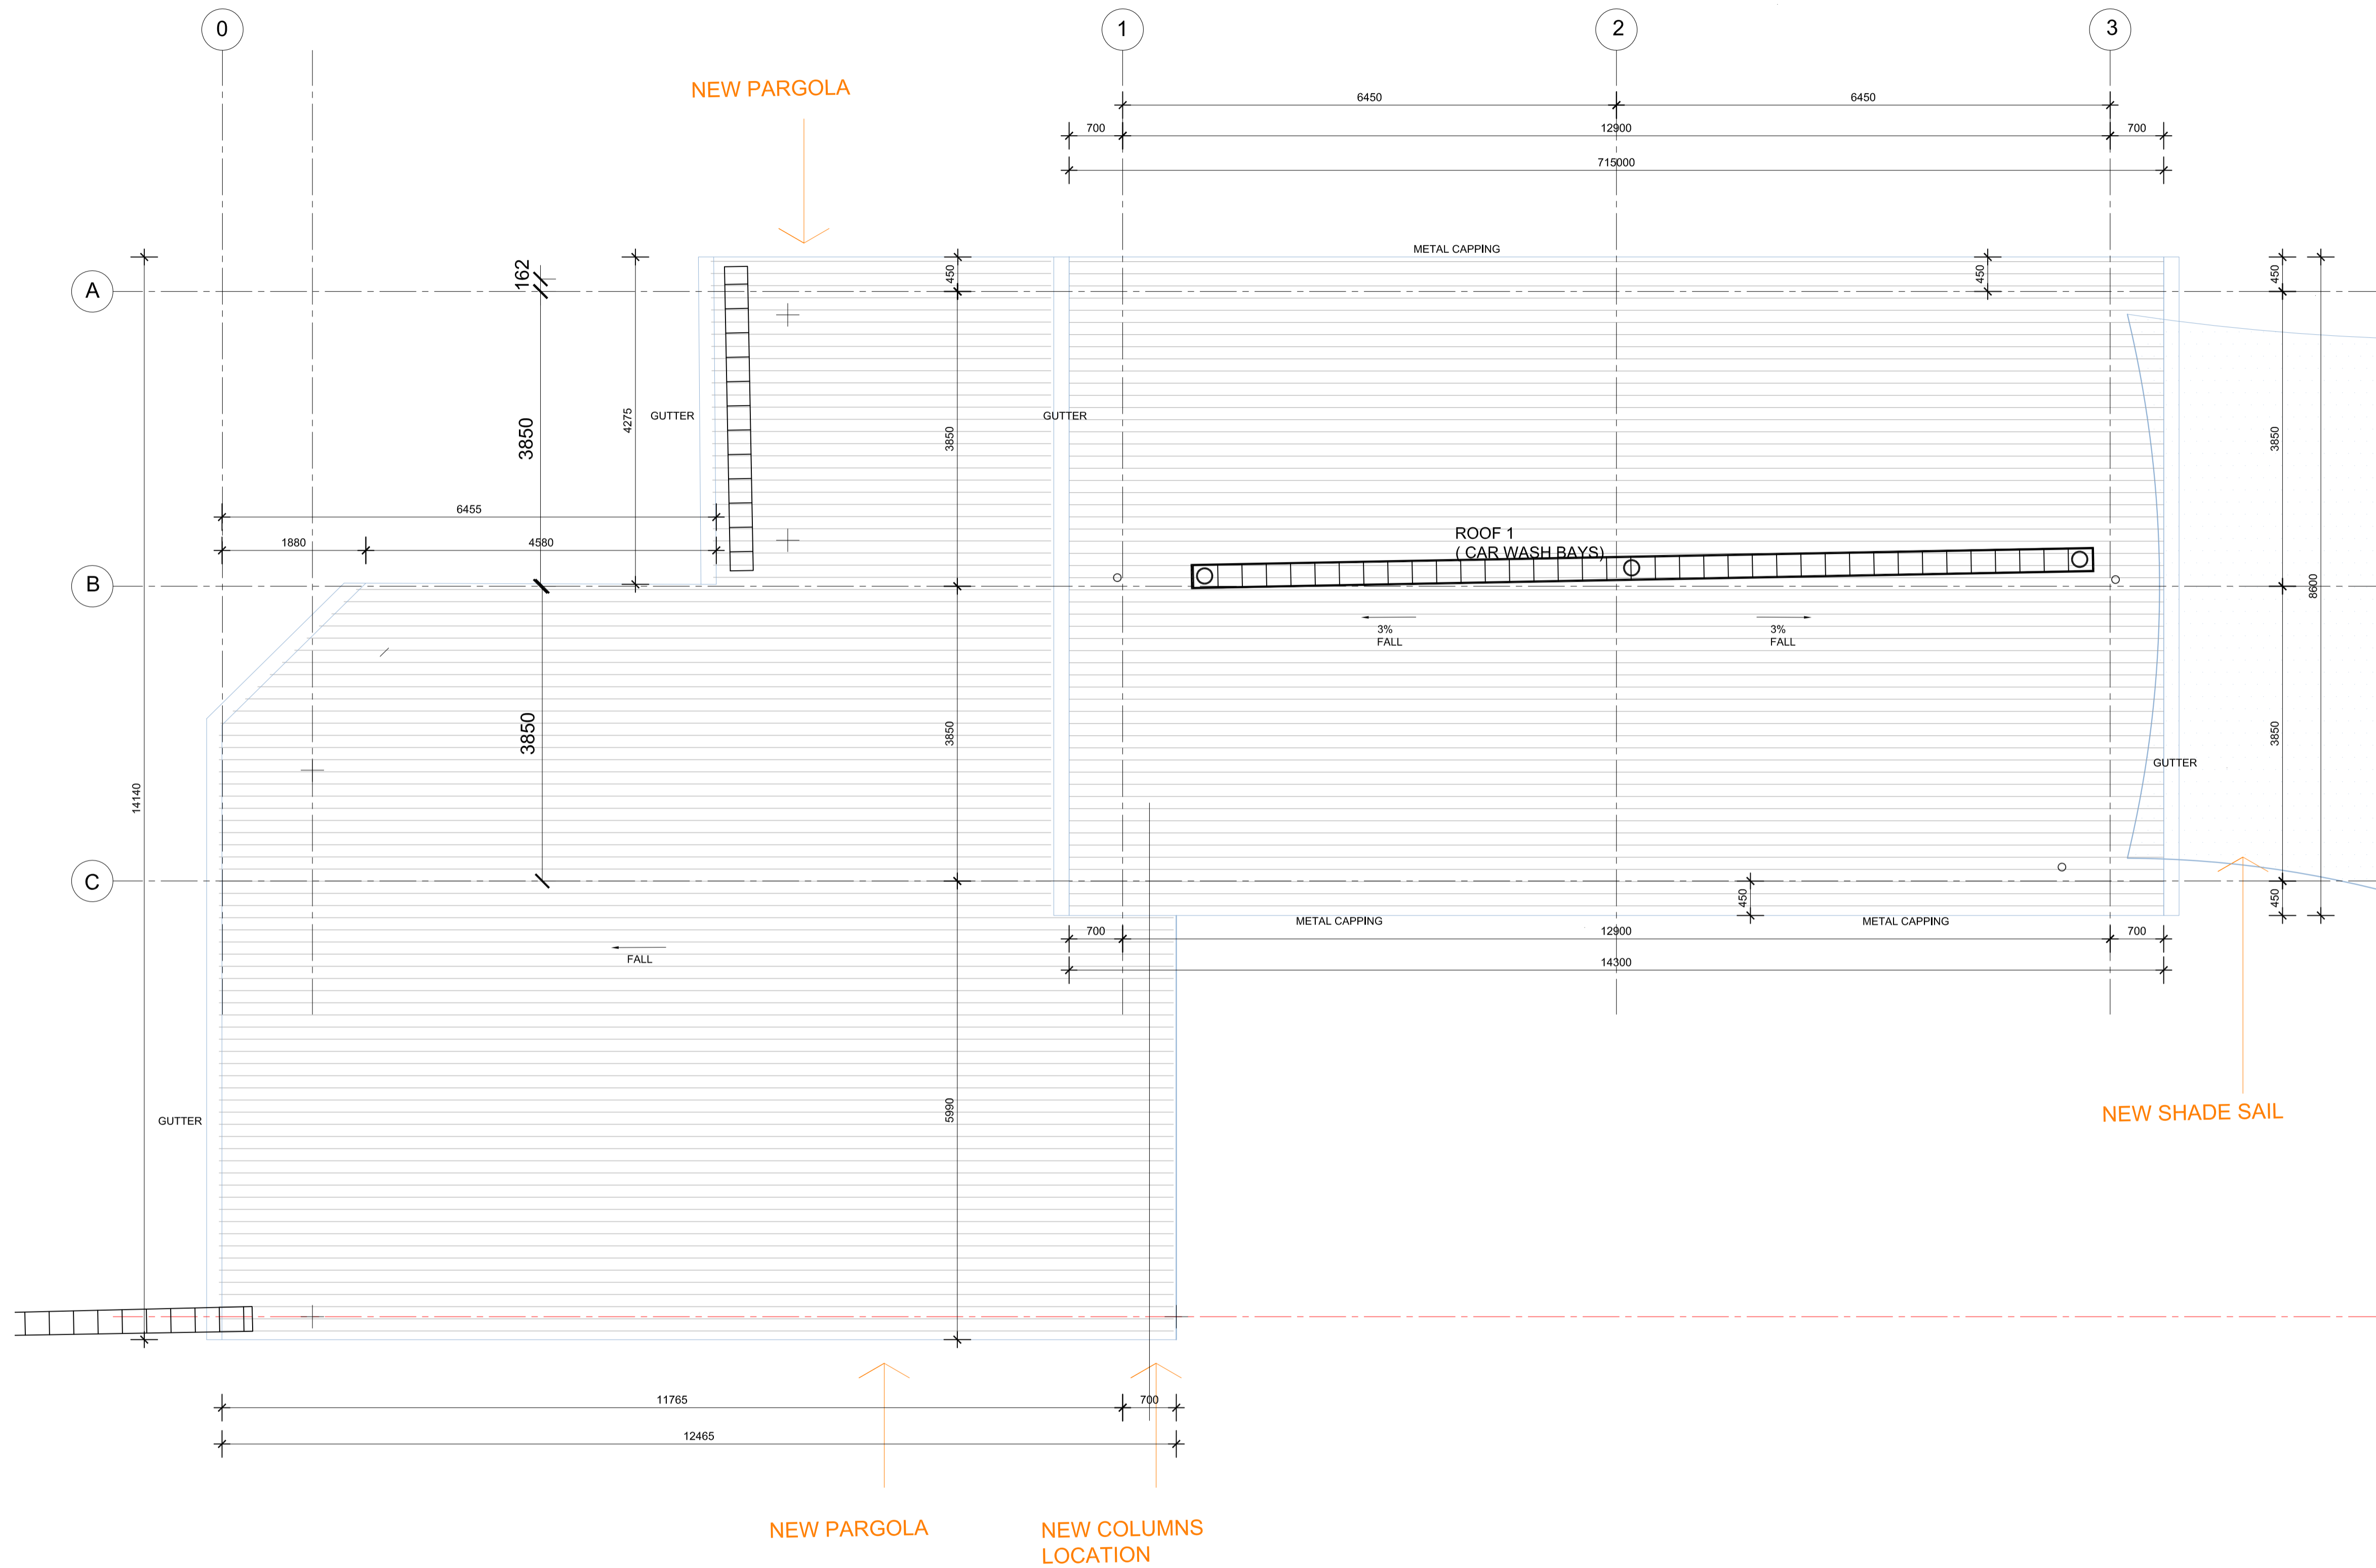 0
1
2
3
NEW PARGOLA
6450
6450
700
12900
700
715000
METAL CAPPING
162
450
450
450
A
3850
4275
GUTTER
3850
GUTTER
3850
6455
1880
4580
ROOF 1
( CAR WASH BAYS)
B
8600
3%
FALL
3%
FALL
3850
3850
3850
GUTTER
14140
C
450
450
METAL CAPPING
METAL CAPPING
700
12900
700
FALL
14300
5990
GUTTER
NEW SHADE SAIL
11765
700
12465
NEW PARGOLA
NEW COLUMNS
LOCATION